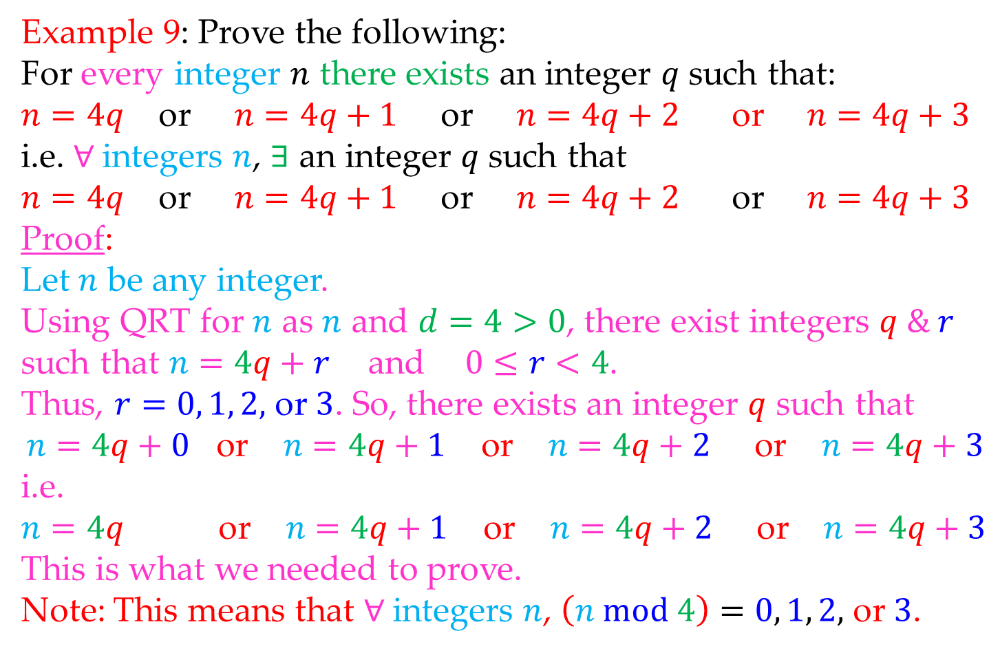 Example 9: Prove the following:
For every integer n there exists an integer q such that:
n = 4q or n = 4q + 1 or n = 4q + 2 or n = 4q + 3
i.e. ∀ integers n, ∃ an integer q such that
n = 4q or n = 4q + 1 or n = 4q + 2 or n = 4q + 3
Proof:
Let n be any integer.
Using QRT for n as n and d = 4 > 0, there exist integers q & r
such that n = 4q + r and 0 ≤ r < 4.
Thus, r = 0, 1, 2, or 3. So, there exists an integer q such that
n = 4q + 0 or n = 4q + 1 or n = 4q + 2 or n = 4q + 3
i.e.
n = 4q or n = 4q + 1 or n = 4q + 2 or n = 4q + 3
This is what we needed to prove.
Note: This means that ∀ integers n, (n mod 4) = 0, 1, 2, or 3.